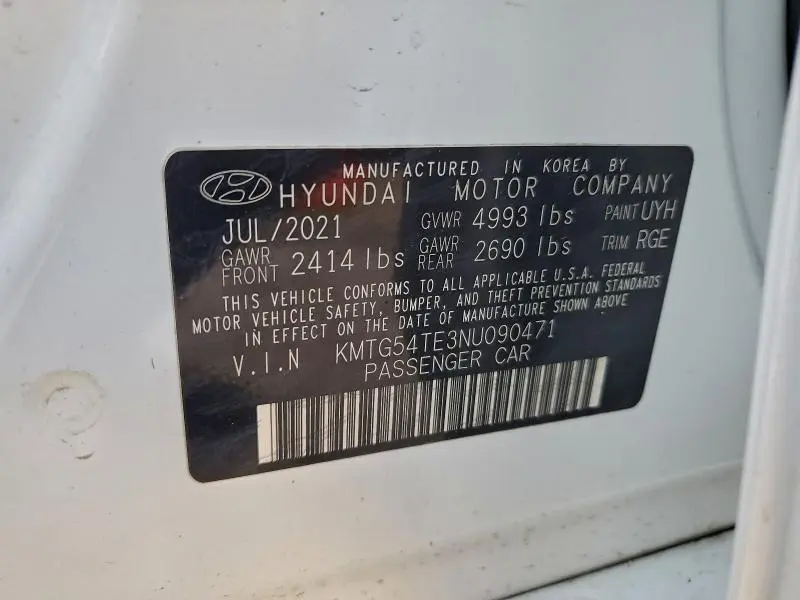 MANUFACTURED IN KOREA BY
HYUNDAI MOTOR COMPANY
JUL/2021 GVWR 4993 lbs PAINT UYH
GAWR FRONT 2414 lbs GAWR REAR 2690 lbs TRIM RGE
THIS VEHICLE CONFORMS TO ALL APPLICABLE U.S.A. FEDERAL
MOTOR VEHICLE SAFETY, BUMPER, AND THEFT PREVENTION STANDARDS
IN EFFECT ON THE DATE OF MANUFACTURE SHOWN ABOVE
V.I.N KMTG54TE3NU090471
PASSENGER CAR